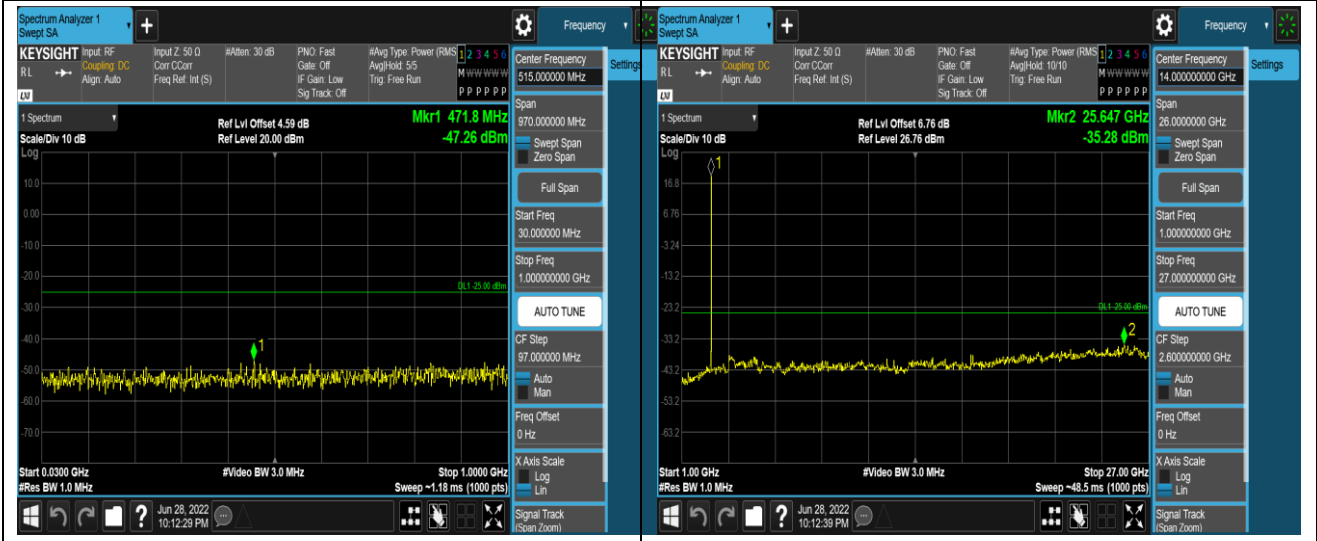 Spectrum Analyzer 1
Swept SA
+
Frequency
KEYSIGHT
RL
LXI
Input: RF
Coupling: DC
Align: Auto
Input Z: 50 Ω
Corr CCorr
Freq Ref: Int (S)
#Atten: 30 dB
PNO: Fast
Gate: Off
IF Gain: Low
Sig Track: Off
#Avg Type: Power (RMS
Avg|Hold: 5/5
Trig: Free Run
1 2 3 4 5 6
M W W W W W
P P P P P P
Center Frequency
515.000000 MHz
Settings
Span
970.000000 MHz
Swept Span
Zero Span
Full Span
Start Freq
30.000000 MHz
Stop Freq
1.000000000 GHz
AUTO TUNE
CF Step
97.000000 MHz
Auto
Man
Freq Offset
0 Hz
X Axis Scale
Log
Lin
Signal Track
(Span Zoom)
1 Spectrum
Scale/Div 10 dB
Log
Ref Lvl Offset 4.59 dB
Ref Level 20.00 dBm
Mkr1 471.8 MHz
-47.26 dBm
10.0
0.00
-10.0
-20.0
DL1 -25.00 dBm
-30.0
-40.0
1
-50.0
-60.0
-70.0
Start 0.0300 GHz
#Video BW 3.0 MHz
Stop 1.0000 GHz
#Res BW 1.0 MHz
Sweep ~1.18 ms (1000 pts)
?
Jun 28, 2022
10:12:29 PM
Spectrum Analyzer 1
Swept SA
+
Frequency
KEYSIGHT
RL
LXI
Input: RF
Coupling: DC
Align: Auto
Input Z: 50 Ω
Corr CCorr
Freq Ref: Int (S)
#Atten: 30 dB
PNO: Fast
Gate: Off
IF Gain: Low
Sig Track: Off
#Avg Type: Power (RMS
Avg|Hold: 10/10
Trig: Free Run
1 2 3 4 5 6
M W W W W W
P P P P P P
Center Frequency
14.000000000 GHz
Settings
Span
26.0000000 GHz
Swept Span
Zero Span
Full Span
Start Freq
1.000000000 GHz
Stop Freq
27.000000000 GHz
AUTO TUNE
CF Step
2.600000000 GHz
Auto
Man
Freq Offset
0 Hz
X Axis Scale
Log
Lin
Signal Track
(Span Zoom)
1 Spectrum
Scale/Div 10 dB
Log
Ref Lvl Offset 6.76 dB
Ref Level 26.76 dBm
Mkr2 25.647 GHz
-35.28 dBm
1
16.8
6.76
-3.24
-13.2
-23.2
DL1 -25.00 dBm
2
-33.2
-43.2
-53.2
-63.2
Start 1.00 GHz
#Video BW 3.0 MHz
Stop 27.00 GHz
#Res BW 1.0 MHz
Sweep ~48.5 ms (1000 pts)
?
Jun 28, 2022
10:12:39 PM